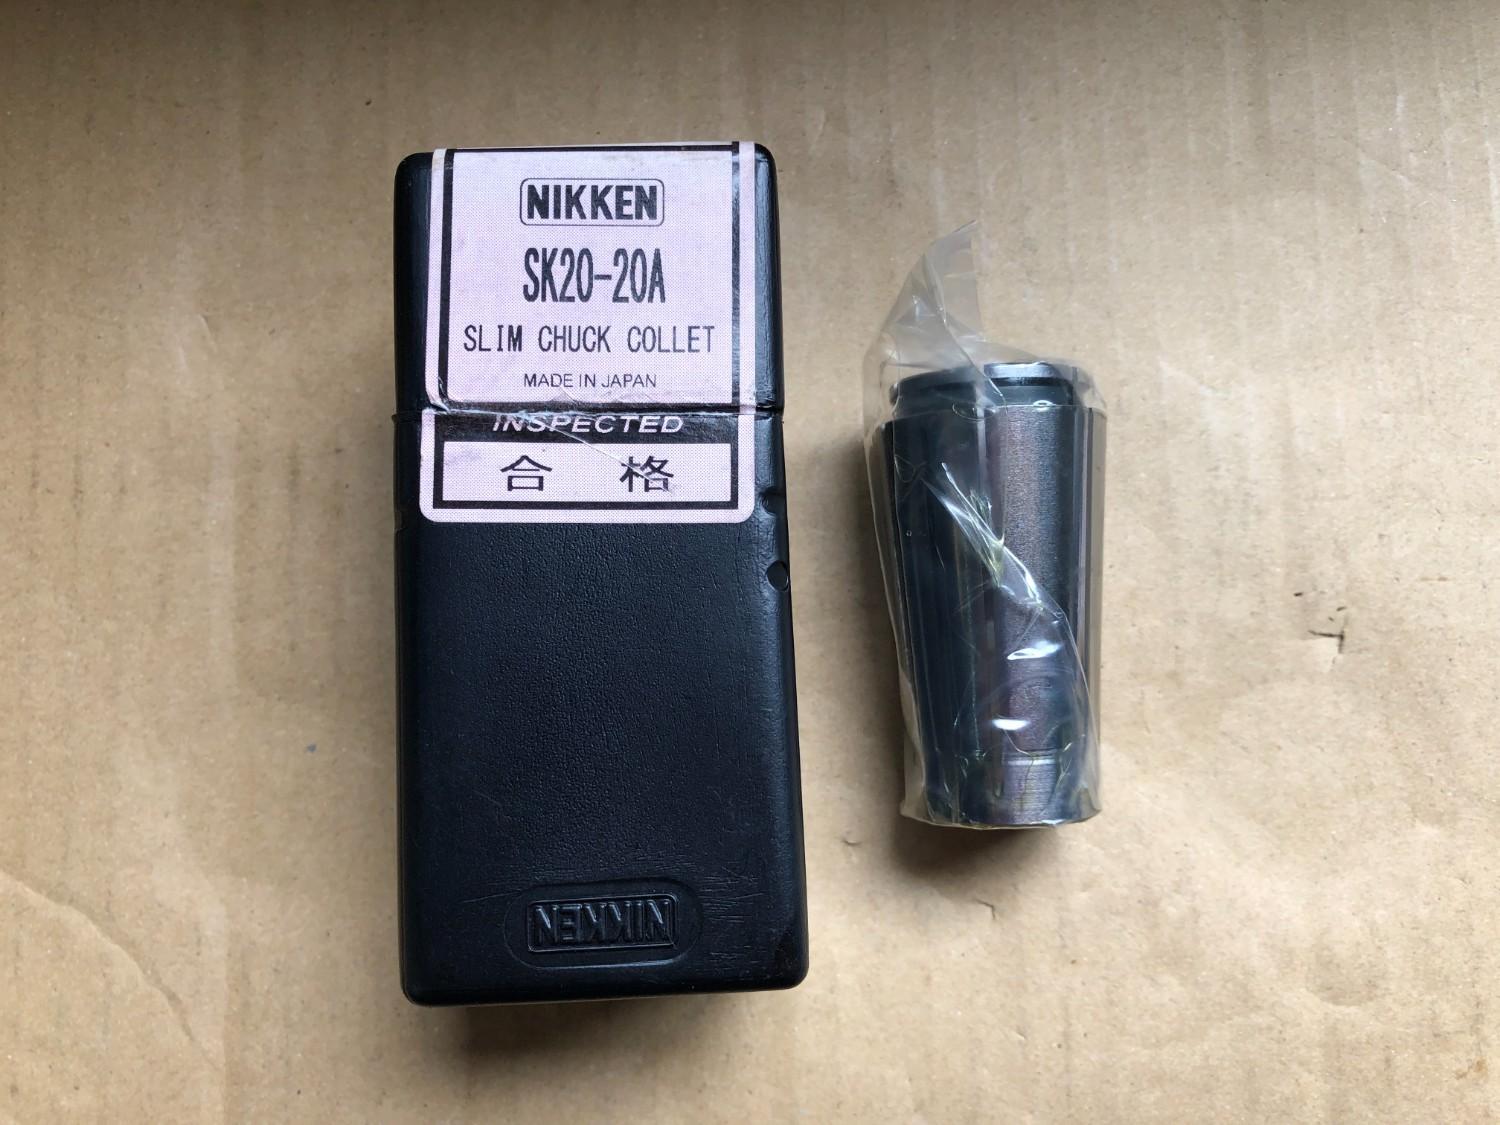 NIKKEN
SK20-20A
SLIM CHUCK COLLET
MADE IN JAPAN
INSPECTED
合格
NIKKEN